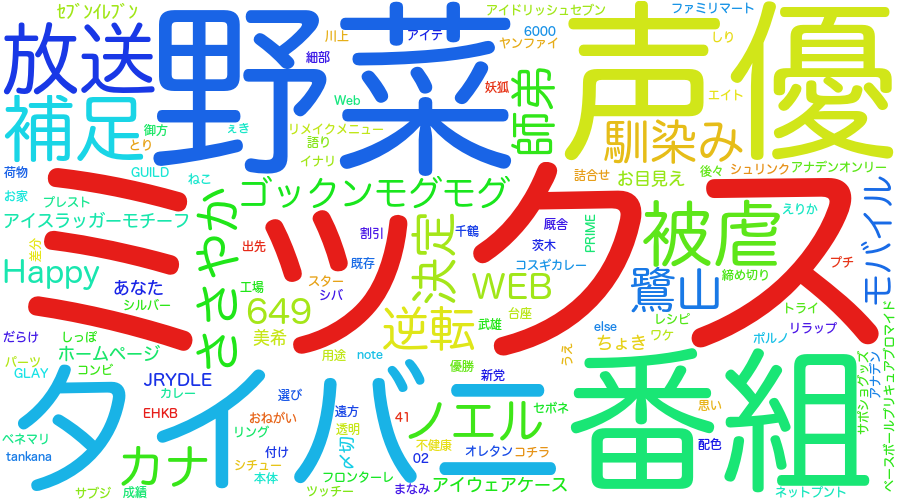 ｾﾌﾞﾝｲﾚﾌﾞﾝ
放送
野菜
声優
川上
アイテ
細部
アイドリッシュセブン
6000
ヤンファイ
ファミリマート
しり
エイト
妖狐
師弟
補足
御方
とり
ぇき
Web
リメイクメニュー
語り
イナリ
馴染み
シュリンク
アナデンオンリー
詰合せ
お目見え
後々
荷物
お家
プレスト
GUILD
ねこ
ゴックンモグモグ
アイスラッガーモチーフ
ささやか
ミックス
差分
出先
割引
既存
決定
千鶴
厩舎
茨木
PRIME
被虐
えりか
モバイル
プチ
Happy
あなた
シルバー
工場
スター
シバ
コスギカレー
WEB
鷺山
締め切り
649
美希
逆転
武雄
台座
レシピ
トライ
リラップ
だらけ
しっぽ
ホームページ
コンビ
用途
note
else
ちょき
ワケ
ポルノ
パーツ
GLAY
JRYDLE
カレー
選び
優勝
新党
うえ
サポショグッズ
アナデン
ベースボールプリキュアブロマイド
タイバニ
EHKB
おねがい
リング
遠方
透明
41
ノエル
セボネ
番組
思い
配色
ベネマリ
tankana
カナ
シチュー
付け
本体
〆切
不健康
02
オレタン
コチラ
フロンターレ
サプジ
成績
ツッチー
まなみ
アイウェアケース
ネットプント